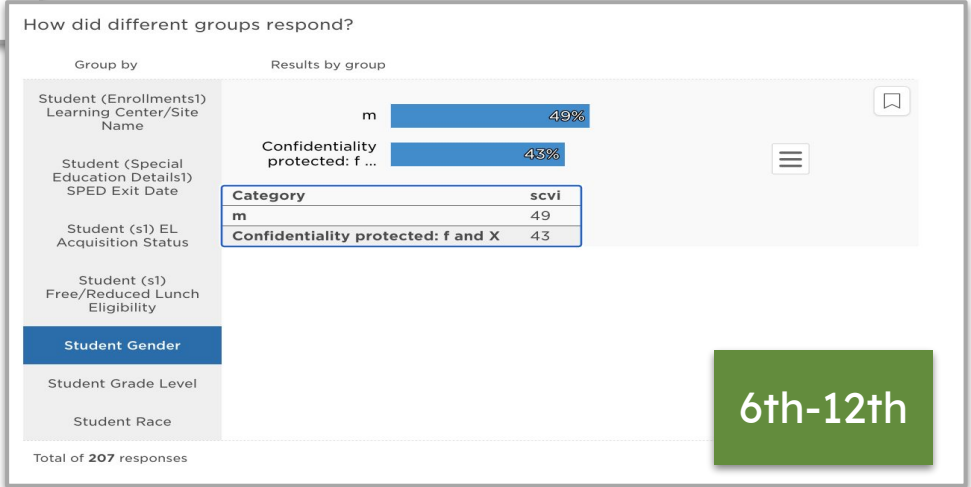 How did different groups respond?
Group by
Results by group
Student (Enrollments1)
Learning Center/Site
Name
Student (Special
Education Details1)
SPED Exit Date
Student (s1) EL
Acquisition Status
Student (s1)
Free/Reduced Lunch
Eligibility
Student Gender
Student Grade Level
Student Race
m 49%
Confidentiality
protected: f ... 43%
Category scvi
m 49
Confidentiality protected: f and X 43
6th-12th
Total of 207 responses